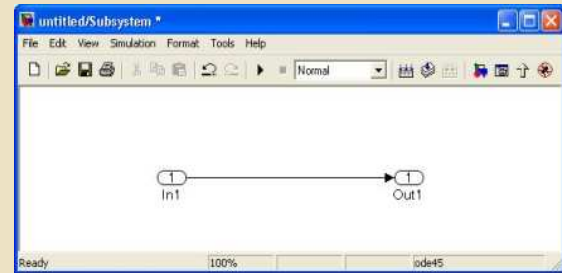 untitled/Subsystem *
File Edit View Simulation Format Tools Help
Normal
1 1
In1 Out1
Ready 100% ode45